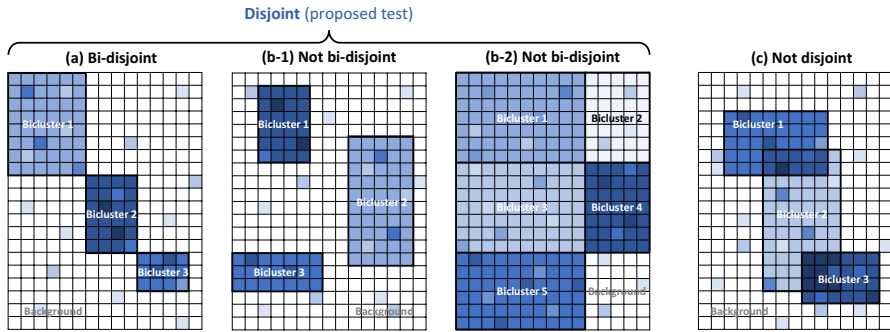 Disjoint (proposed test)
(a) Bi-disjoint
(b-1) Not bi-disjoint
(b-2) Not bi-disjoint
(c) Not disjoint
Bicluster 1
Bicluster 2
Bicluster 3
Background
Bicluster 1
Bicluster 2
Bicluster 3
Background
Bicluster 1
Bicluster 2
Bicluster 3
Bicluster 4
Bicluster 5
Background
Bicluster 1
Bicluster 2
Bicluster 3
Background